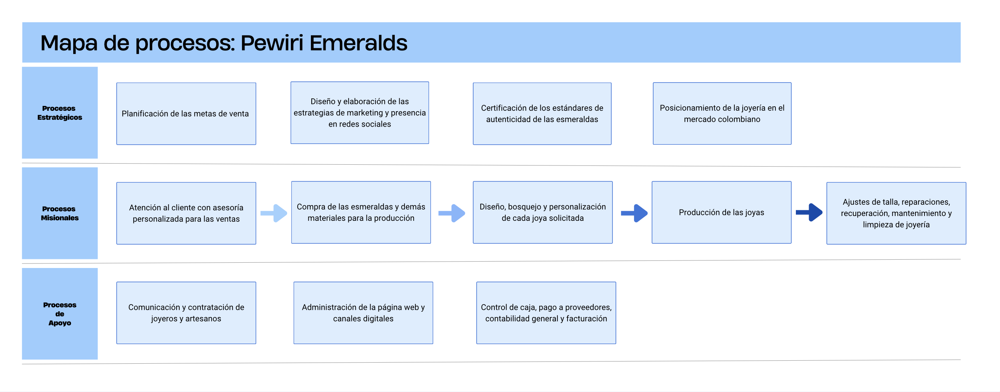 Mapa de procesos: Pewiri Emeralds
Procesos
Estratégicos
Planificación de las metas de venta
Diseño y elaboración de las
estrategias de marketing y presencia
en redes sociales
Certificación de los estándares de
autenticidad de las esmeraldas
Posicionamiento de la joyería en el
mercado colombiano
Procesos
Misionales
Atención al cliente con asesoría
personalizada para las ventas
Compra de las esmeraldas y demás
materiales para la producción
Diseño, bosquejo y personalización
de cada joya solicitada
Producción de las joyas
Ajustes de talla, reparaciones,
recuperación, mantenimiento y
limpieza de joyería
Procesos
de
Apoyo
Comunicación y contratación de
joyeros y artesanos
Administración de la página web y
canales digitales
Control de caja, pago a proveedores,
contabilidad general y facturación